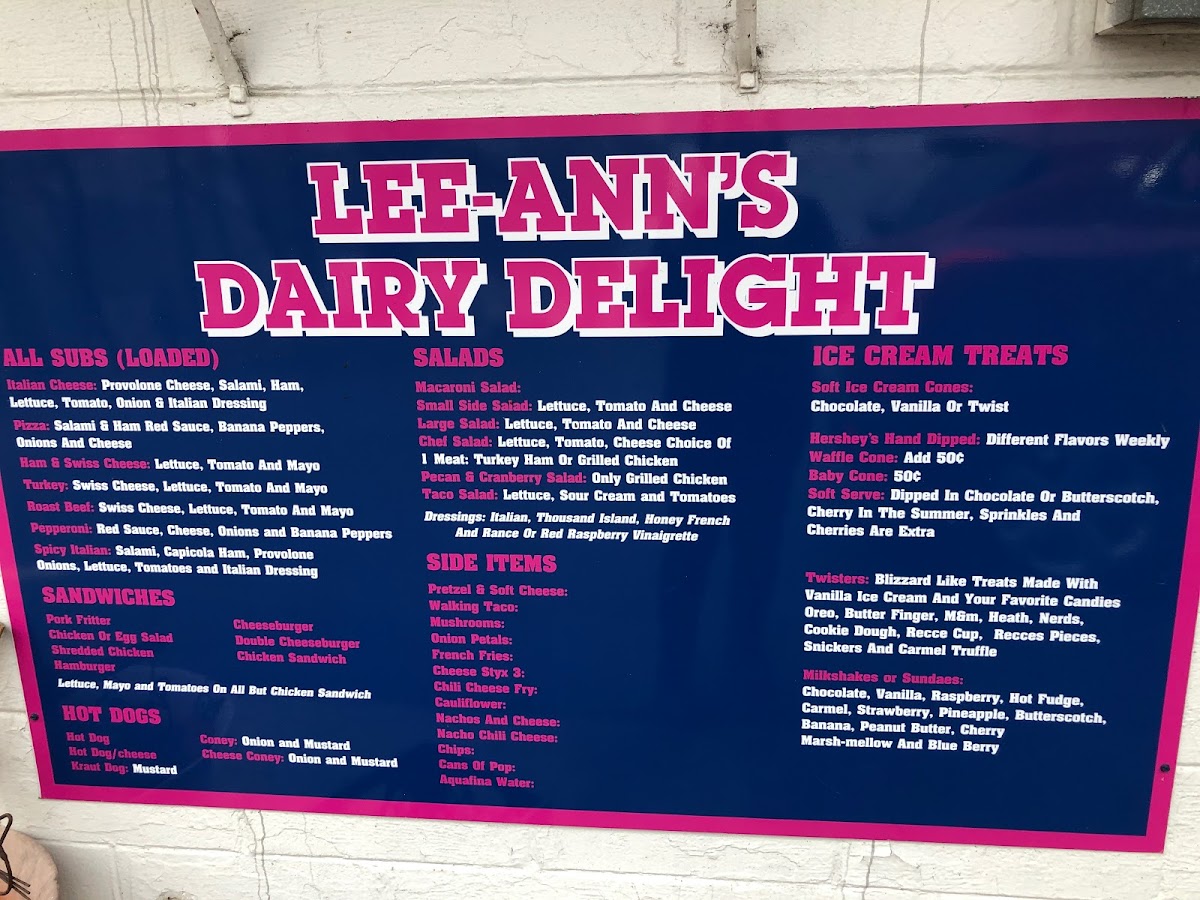 LEE-ANN'S
DAIRY DELIGHT
ALL SUBS (LOADED)
Italian Cheese: Provolone Cheese, Salami, Ham,
Lettuce, Tomato, Onion & Italian Dressing
Pizza: Salami & Ham Red Sauce, Banana Peppers,
Onions And Cheese
Ham & Swiss Cheese: Lettuce, Tomato And Mayo
Turkey: Swiss Cheese, Lettuce, Tomato And Mayo
Roast Beef: Swiss Cheese, Lettuce, Tomato And Mayo
Pepperoni: Red Sauce, Cheese, Onions and Banana Peppers
Spicy Italian: Salami, Capicola Ham, Provolone
Onions, Lettuce, Tomatoes and Italian Dressing
SANDWICHES
Pork Fritter
Chicken Or Egg Salad
Shredded Chicken
Hamburger
Cheeseburger
Double Cheeseburger
Chicken Sandwich
Lettuce, Mayo and Tomatoes On All But Chicken Sandwich
HOT DOGS
Hot Dog
Hot Dog/cheese
Kraut Dog: Mustard
Coney: Onion and Mustard
Cheese Coney: Onion and Mustard
SALADS
Macaroni Salad:
Small Side Salad: Lettuce, Tomato And Cheese
Large Salad: Lettuce, Tomato And Cheese
Chef Salad: Lettuce, Tomato, Cheese Choice Of
1 Meat: Turkey Ham Or Grilled Chicken
Pecan & Cranberry Salad: Only Grilled Chicken
Taco Salad: Lettuce, Sour Cream and Tomatoes
Dressings: Italian, Thousand Island, Honey French
And Rance Or Red Raspberry Vinaigrette
SIDE ITEMS
Pretzel & Soft Cheese:
Walking Taco:
Mushrooms:
Onion Petals:
French Fries:
Cheese Styx 3:
Chili Cheese Fry:
Cauliflower:
Nachos And Cheese:
Nacho Chili Cheese:
Chips:
Cans Of Pop:
Aquafina Water:
ICE CREAM TREATS
Soft Ice Cream Cones:
Chocolate, Vanilla Or Twist
Hershey's Hand Dipped: Different Flavors Weekly
Waffle Cone: Add 50¢
Baby Cone: 50¢
Soft Serve: Dipped In Chocolate Or Butterscotch,
Cherry In The Summer, Sprinkles And
Cherries Are Extra
Twisters: Blizzard Like Treats Made With
Vanilla Ice Cream And Your Favorite Candies
Oreo, Butter Finger, M&m, Heath, Nerds,
Cookie Dough, Recce Cup, Recces Pieces,
Snickers And Carmel Truffle
Milkshakes or Sundaes:
Chocolate, Vanilla, Raspberry, Hot Fudge,
Carmel, Strawberry, Pineapple, Butterscotch,
Banana, Peanut Butter, Cherry
Marsh-mellow And Blue Berry